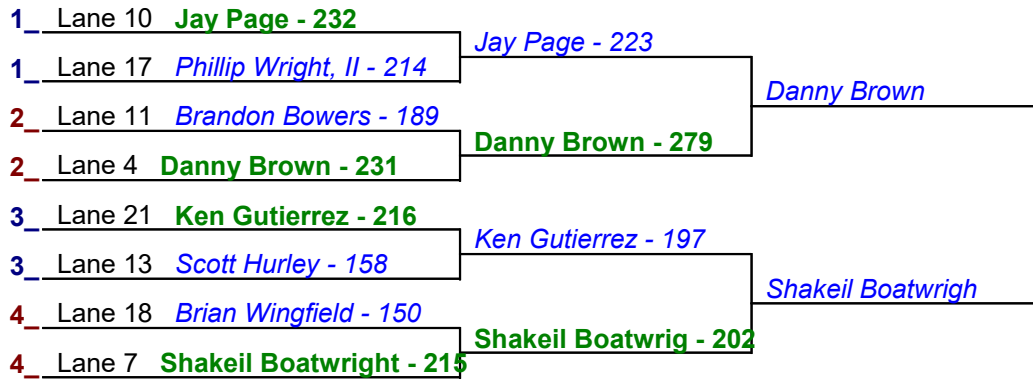 1_ Lane 10 Jay Page - 232
Jay Page - 223
1_ Lane 17 Phillip Wright, II - 214
Danny Brown
2_ Lane 11 Brandon Bowers - 189
Danny Brown - 279
2_ Lane 4 Danny Brown - 231
3_ Lane 21 Ken Gutierrez - 216
Ken Gutierrez - 197
3_ Lane 13 Scott Hurley - 158
Shakeil Boatwrigh
4_ Lane 18 Brian Wingfield - 150
Shakeil Boatwrig - 202
4_ Lane 7 Shakeil Boatwright - 215